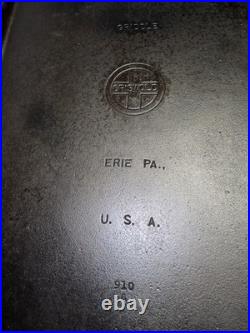 GRIDDLE
GRISWOLD
ERIE PA.,
U. S. A.
910